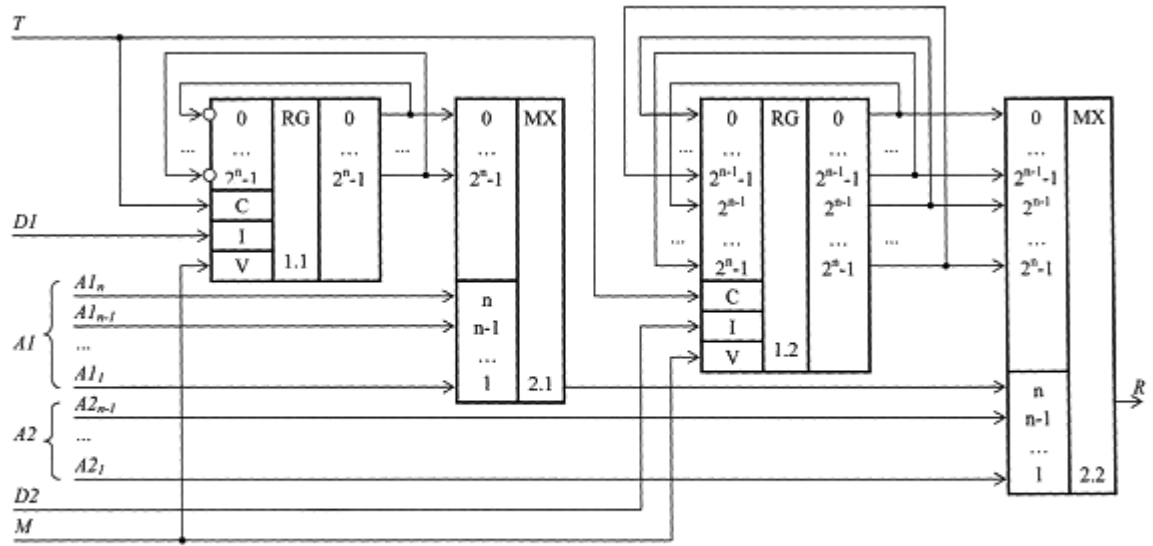 T
0 RG 0
... ... ... ...
2ⁿ-1 2ⁿ-1
C
I
V 1.1
0 MX
...
2ⁿ-1
n
n-1
...
1 2.1
0 RG 0
... ... ... ...
2ⁿ⁻¹-1 2ⁿ⁻¹-1
2ⁿ⁻¹ 2ⁿ⁻¹
... ... ... ...
2ⁿ-1 2ⁿ-1
C
I
V 1.2
0 MX
...
2ⁿ⁻¹-1
2ⁿ⁻¹
...
2ⁿ-1
n
n-1
...
1 2.2
R
D1
A1
A1ₙ
A1ₙ₋₁
...
A1₁
A2
A2ₙ₋₁
...
A2₁
D2
M